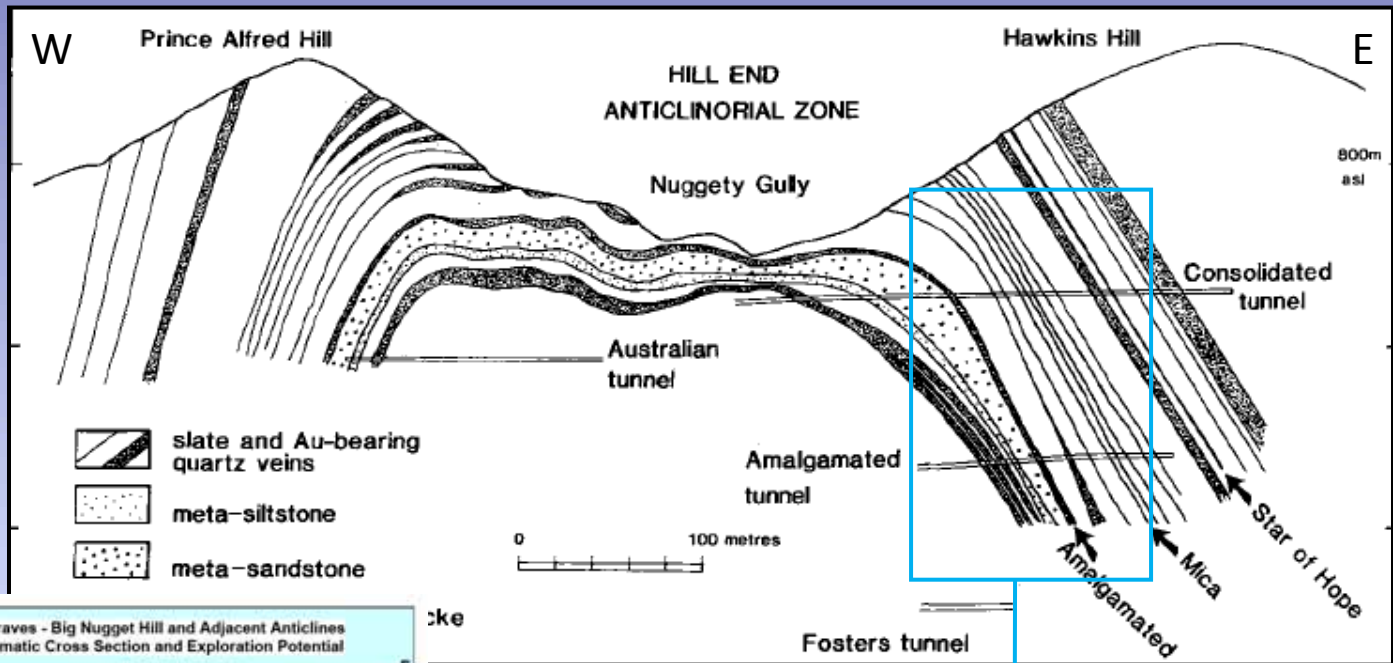 W
Prince Alfred Hill
Hawkins Hill
E
HILL END
ANTICLINORIAL ZONE
Nuggety Gully
800m
asl
Consolidated
tunnel
Australian
tunnel
slate and Au-bearing
quartz veins
meta-siltstone
meta-sandstone
0
100 metres
Amalgamated
tunnel
Star of Hope
Mica
Amalgamated
Fosters tunnel
cke
raves - Big Nugget Hill and Adjacent Anticlines
matic Cross Section and Exploration Potential